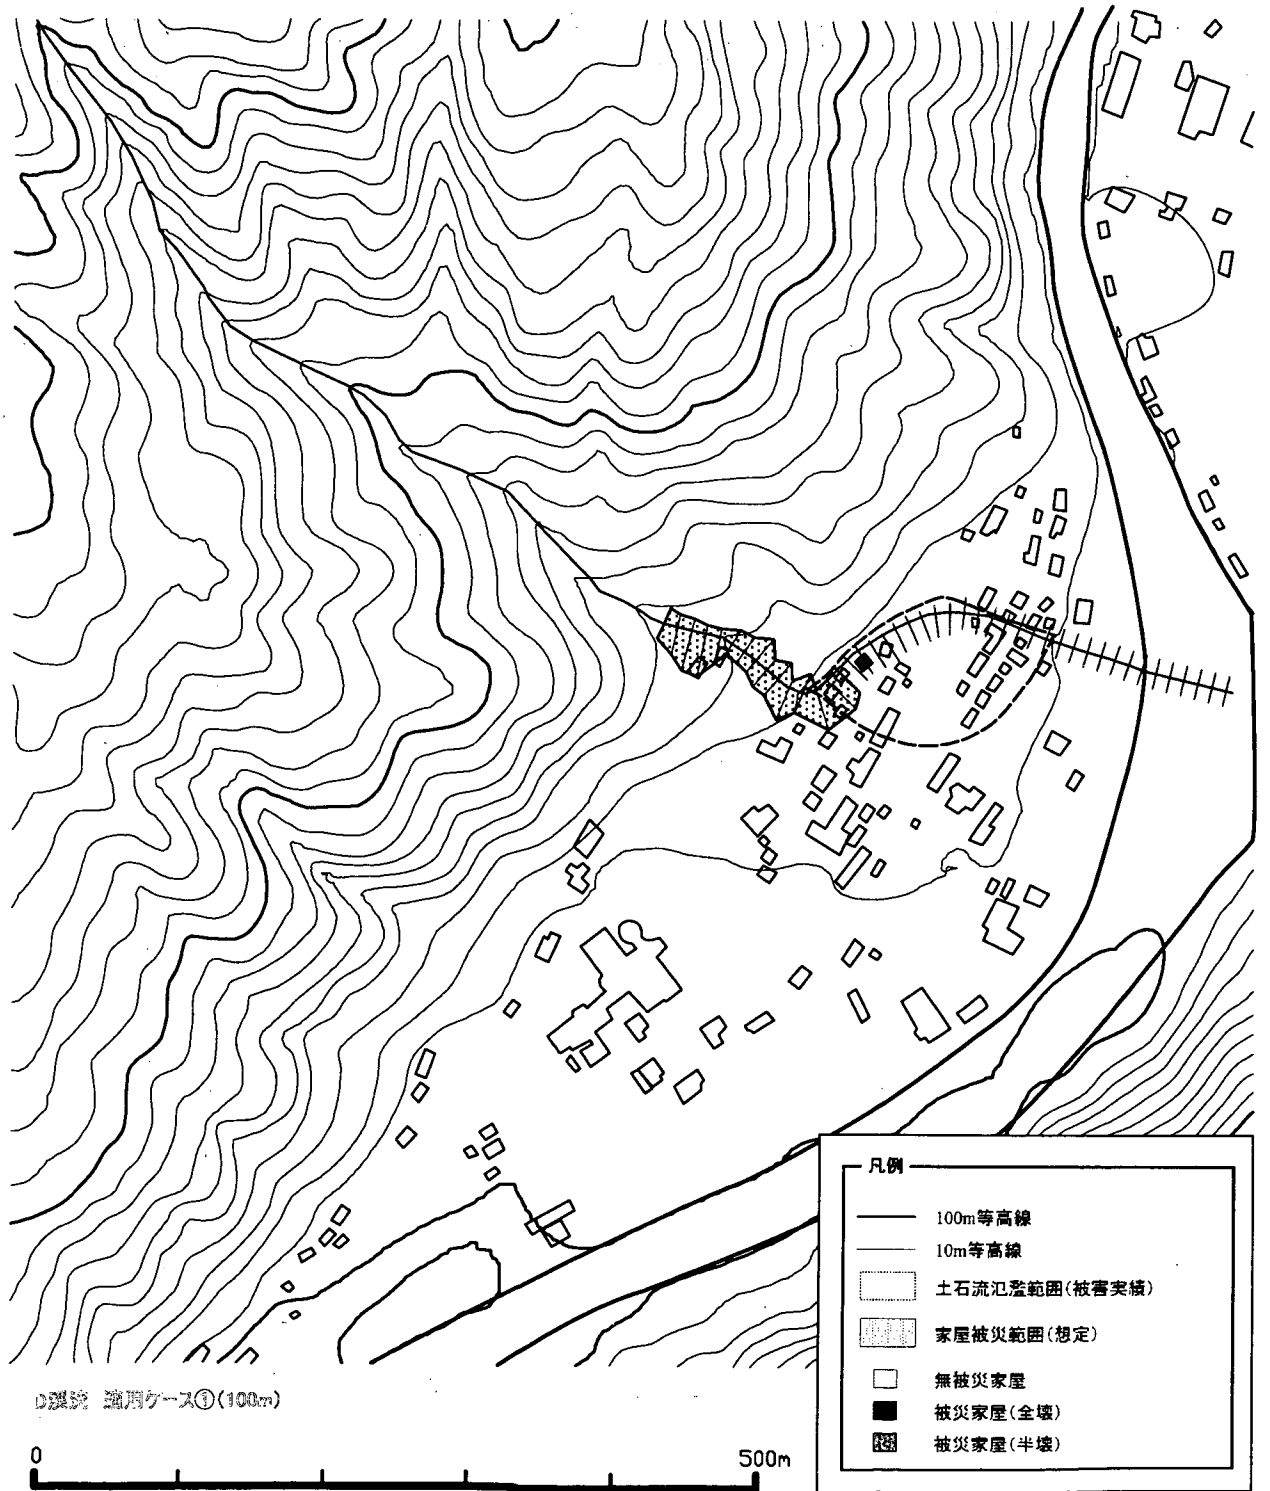 凡例
100m等高線
10m等高線
土石流氾濫範囲(被害実績)
家屋被災範囲(想定)
無被災家屋
被災家屋(全壊)
被災家屋(半壊)
D渓流 適用ケース①(100m)
0 500m